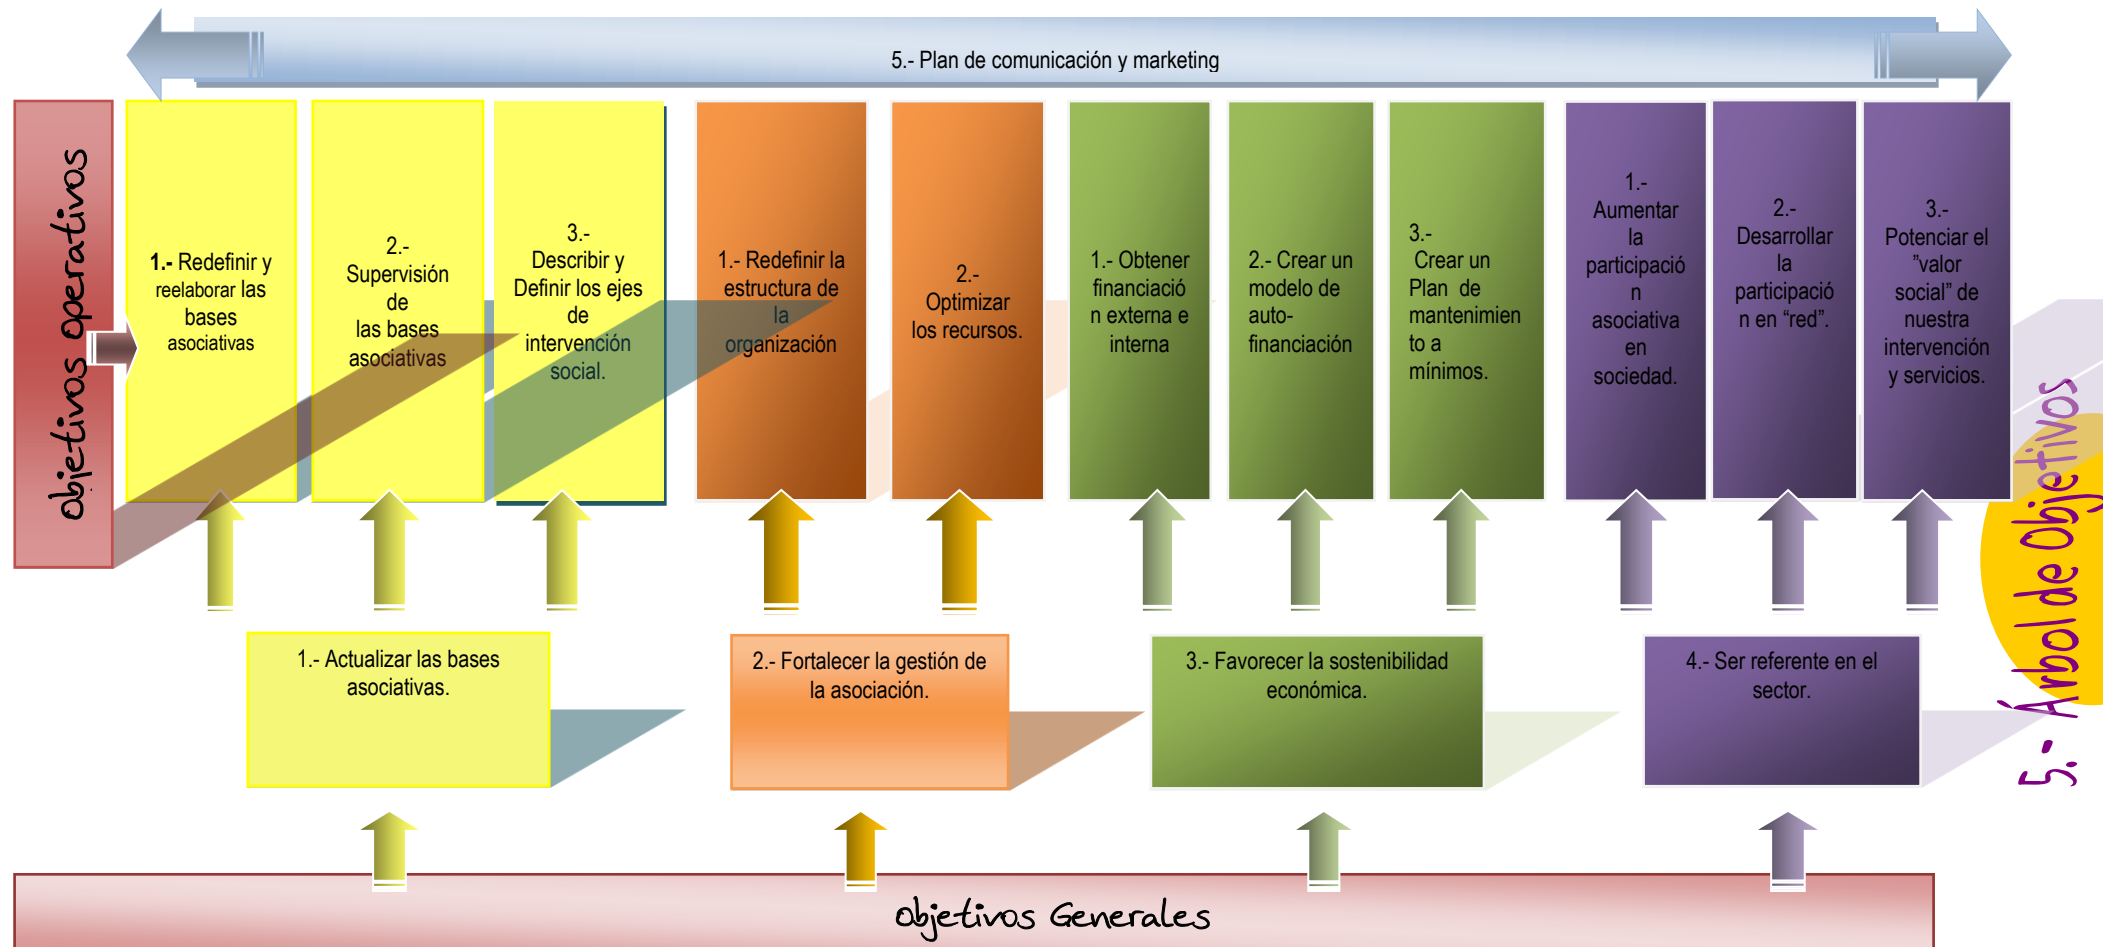 5.- Plan de comunicación y marketing
Objetivos Operativos
1.- Redefinir y
reelaborar las
bases
asociativas
2.-
Supervisión
de
las bases
asociativas
3.-
Describir y
Definir los ejes
de
intervención
social.
1.- Redefinir la
estructura de
la
organización
2.-
Optimizar
los recursos.
1.- Obtener
financiació
n externa e
interna
2.- Crear un
modelo de
auto-
financiación
3.-
Crear un
Plan de
mantenimien
to a
mínimos.
1.-
Aumentar
la
participació
n
asociativa
en
sociedad.
2.-
Desarrollar
la
participació
n en “red”.
3.-
Potenciar el
”valor
social” de
nuestra
intervención
y servicios.
1.- Actualizar las bases
asociativas.
2.- Fortalecer la gestión de
la asociación.
3.- Favorecer la sostenibilidad
económica.
4.- Ser referente en el
sector.
5.- Árbol de Objetivos
Objetivos Generales